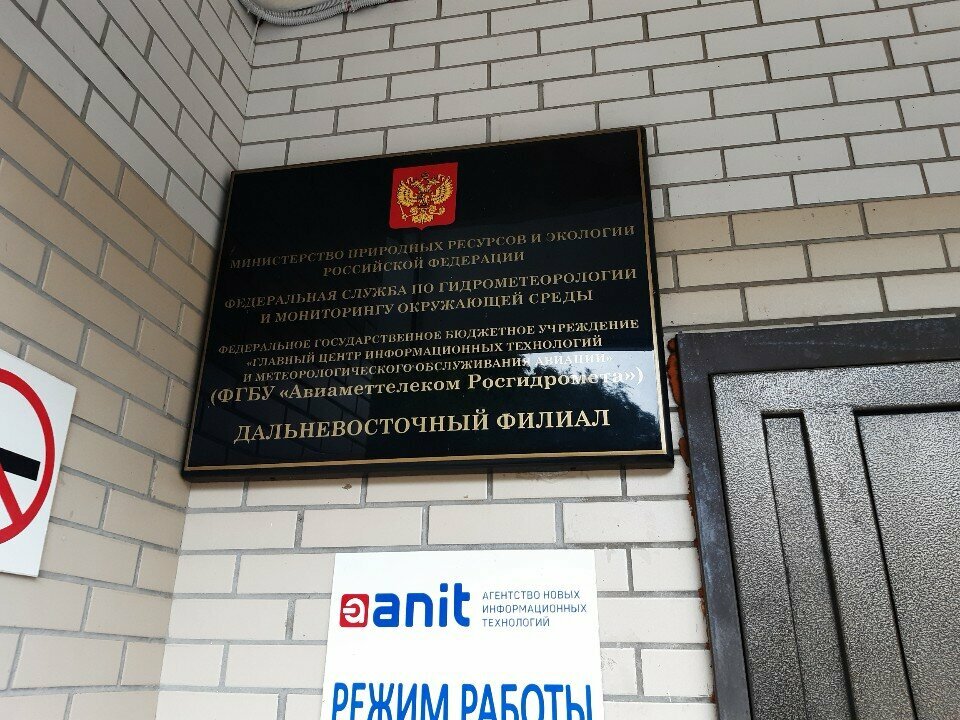 МИНИСТЕРСТВО ПРИРОДНЫХ РЕСУРСОВ И ЭКОЛОГИИ
РОССИЙСКОЙ ФЕДЕРАЦИИ
ФЕДЕРАЛЬНАЯ СЛУЖБА ПО ГИДРОМЕТЕОРОЛОГИИ
И МОНИТОРИНГУ ОКРУЖАЮЩЕЙ СРЕДЫ
ФЕДЕРАЛЬНОЕ ГОСУДАРСТВЕННОЕ БЮДЖЕТНОЕ УЧРЕЖДЕНИЕ
«ГЛАВНЫЙ ЦЕНТР ИНФОРМАЦИОННЫХ ТЕХНОЛОГИЙ
И МЕТЕОРОЛОГИЧЕСКОГО ОБСЛУЖИВАНИЯ АВИАЦИИ»
(ФГБУ «Авиаметтелеком Росгидромета»)
ДАЛЬНЕВОСТОЧНЫЙ ФИЛИАЛ
anit
АГЕНТСТВО НОВЫХ
ИНФОРМАЦИОННЫХ
ТЕХНОЛОГИЙ
РЕЖИМ РАБОТЫ